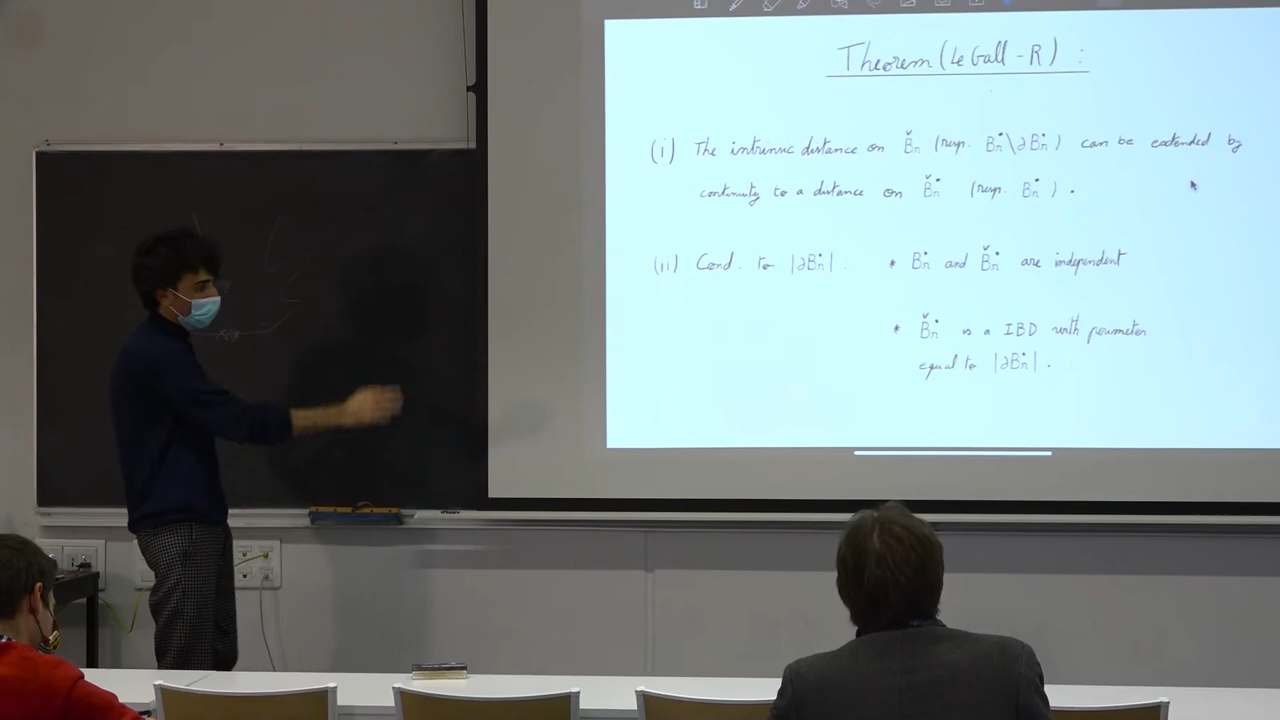 Theorem (Le Gall - R) :
(i) The intrinsic distance on B̌n (resp. Bn•\∂Bn•) can be extended by
continuity to a distance on B̌n• (resp. Bn•) .
(ii) Cond. to |∂Bn•| : * Bn• and B̌n• are independent
* B̌n• is a IBD with perimeter
equal to |∂Bn•| .